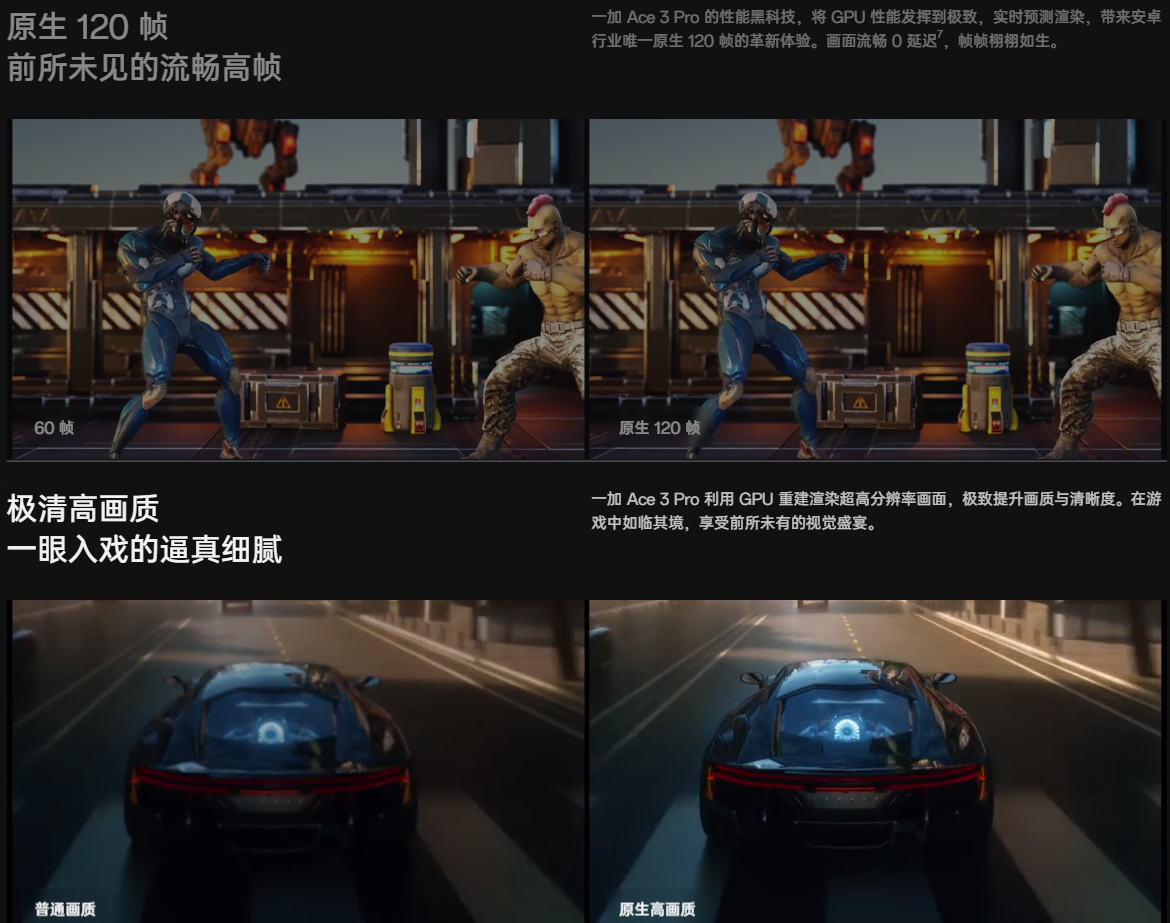 原生 120 帧
前所未见的流畅高帧
一加 Ace 3 Pro 的性能黑科技，将 GPU 性能发挥到极致，实时预测渲染，带来安卓
行业唯一原生 120 帧的革新体验。画面流畅 0 延迟7，帧帧栩栩如生。
60 帧
原生 120 帧
极清高画质
一眼入戏的逼真细腻
一加 Ace 3 Pro 利用 GPU 重建渲染超高分辨率画面，极致提升画质与清晰度。在游
戏中如临其境，享受前所未有的视觉盛宴。
普通画质
原生高画质